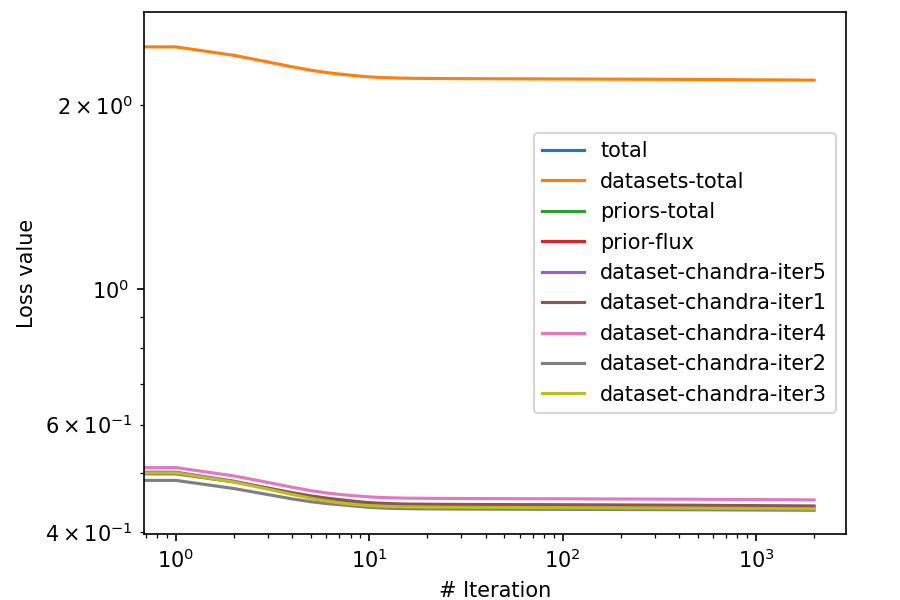 2 × 10⁰
10⁰
6 × 10⁻¹
4 × 10⁻¹
Loss value
total
datasets-total
priors-total
prior-flux
dataset-chandra-iter5
dataset-chandra-iter1
dataset-chandra-iter4
dataset-chandra-iter2
dataset-chandra-iter3
10⁰ 10¹ 10² 10³
# Iteration